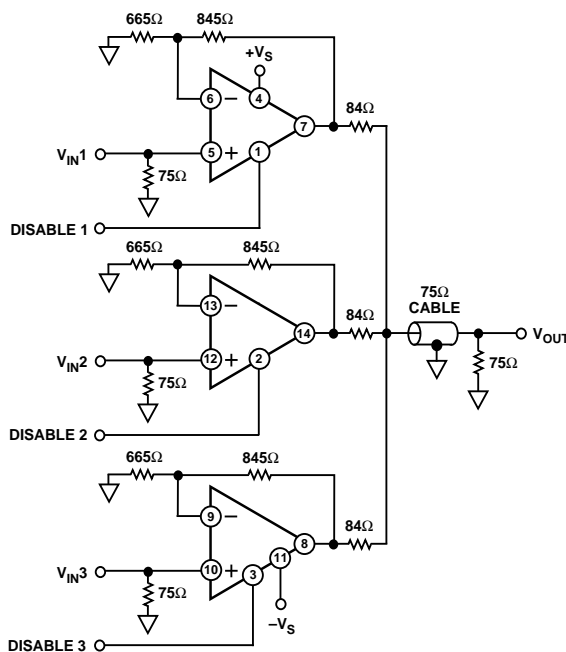 665Ω 845Ω
+VS
6 − 4
7 84Ω
VIN1 5 + 1
75Ω
DISABLE 1
665Ω 845Ω
13 −
14 84Ω
75Ω
CABLE
VOUT
VIN2 12 + 2
75Ω
75Ω
DISABLE 2
665Ω 845Ω
9 −
8 84Ω
11
VIN3 10 + 3
75Ω
−VS
DISABLE 3